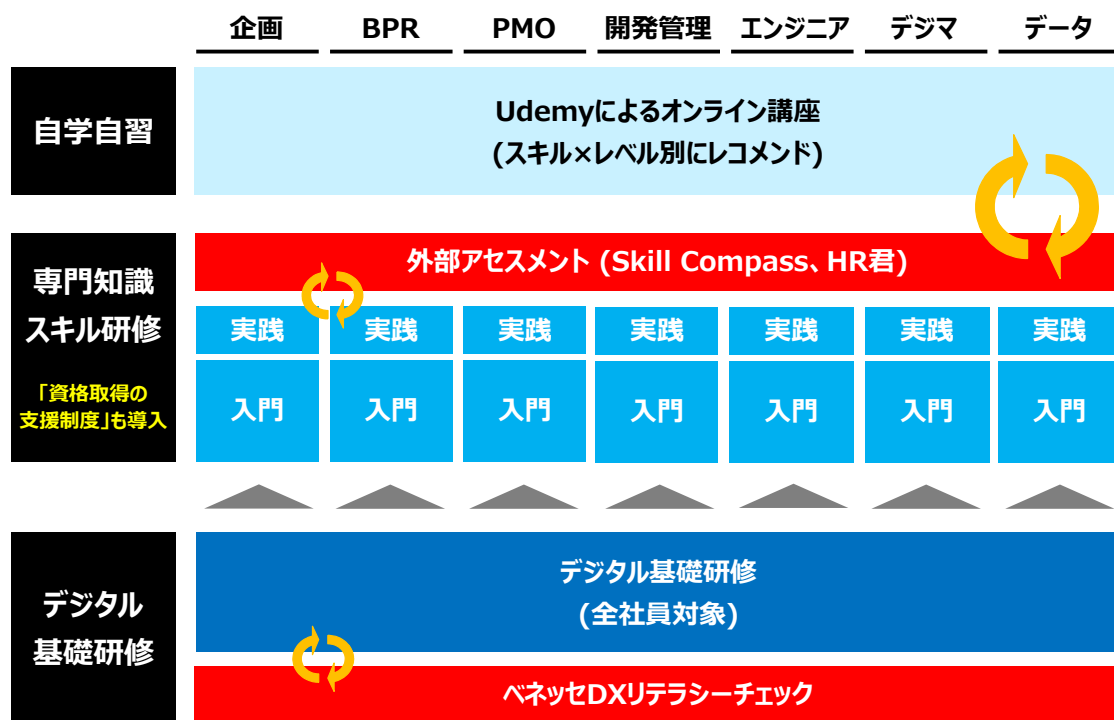 企画 BPR PMO 開発管理 エンジニア デジマ データ
自学自習
Udemyによるオンライン講座
(スキル×レベル別にレコメンド)
専門知識
スキル研修
「資格取得の
支援制度」も導入
外部アセスメント (Skill Compass、HR君)
実践 実践 実践 実践 実践 実践 実践
入門 入門 入門 入門 入門 入門 入門
デジタル
基礎研修
デジタル基礎研修
(全社員対象)
ベネッセDXリテラシーチェック